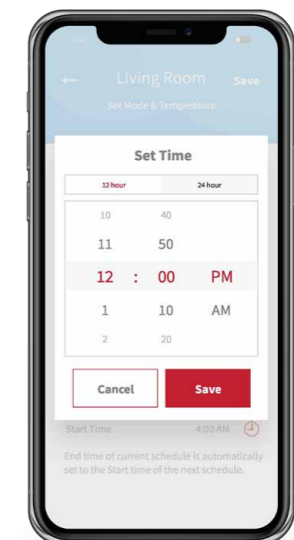 ← Living Room Save
Set Mode & Temperature
Set Time
12 hour 24 hour
10 40
11 50
12 : 00 PM
1 10 AM
2 20
Cancel Save
Start Time 4:00 AM
End time of current schedule is automatically
set to the Start time of the next schedule.